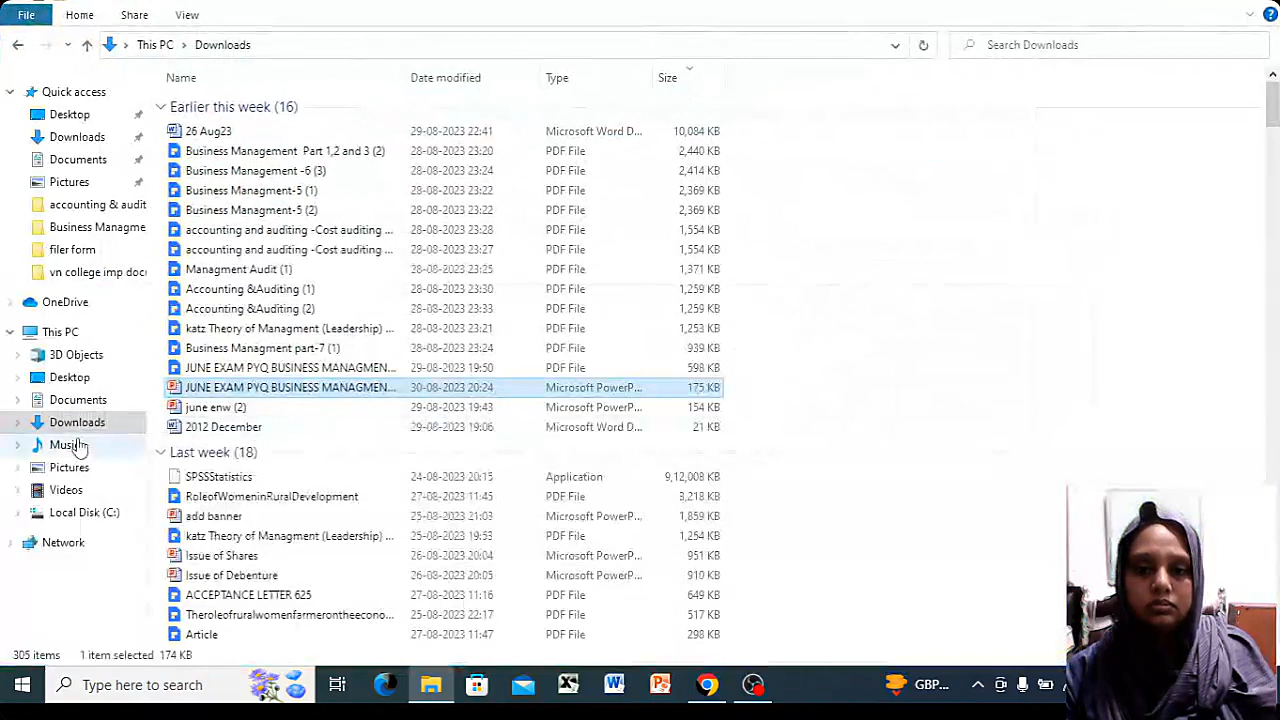 File Home Share View
This PC Downloads Search Downloads
Name Date modified Type Size
Quick access
Desktop
Downloads
Documents
Pictures
accounting & audit
Business Managme
filer form
vn college imp docu
OneDrive
This PC
3D Objects
Desktop
Documents
Downloads
Music
Pictures
Videos
Local Disk (C:)
Network
Earlier this week (16)
26 Aug23 29-08-2023 22:41 Microsoft Word D... 10,084 KB
Business Management Part 1,2 and 3 (2) 28-08-2023 23:20 PDF File 2,440 KB
Business Management -6 (3) 28-08-2023 23:24 PDF File 2,414 KB
Business Managment-5 (1) 28-08-2023 23:22 PDF File 2,369 KB
Business Managment-5 (2) 28-08-2023 23:22 PDF File 2,369 KB
accounting and auditing -Cost auditing ... 28-08-2023 23:28 PDF File 1,554 KB
accounting and auditing -Cost auditing ... 28-08-2023 23:27 PDF File 1,554 KB
Managment Audit (1) 28-08-2023 23:25 PDF File 1,371 KB
Accounting &Auditing (1) 28-08-2023 23:30 PDF File 1,259 KB
Accounting &Auditing (2) 28-08-2023 23:33 PDF File 1,259 KB
katz Theory of Managment (Leadership) ... 28-08-2023 23:21 PDF File 1,253 KB
Business Managment part-7 (1) 28-08-2023 23:24 PDF File 939 KB
JUNE EXAM PYQ BUSINESS MANAGMEN... 29-08-2023 19:50 PDF File 598 KB
JUNE EXAM PYQ BUSINESS MANAGMEN... 30-08-2023 20:24 Microsoft PowerP... 175 KB
june enw (2) 29-08-2023 19:43 Microsoft PowerP... 154 KB
2012 December 29-08-2023 19:06 Microsoft Word D... 21 KB
Last week (18)
SPSSStatistics 24-08-2023 20:15 Application 9,12,008 KB
RoleofWomeninRuralDevelopment 27-08-2023 11:45 PDF File 3,218 KB
add banner 25-08-2023 21:03 Microsoft PowerP... 1,859 KB
katz Theory of Managment (Leadership) ... 25-08-2023 19:53 PDF File 1,254 KB
Issue of Shares 26-08-2023 20:04 Microsoft PowerP... 951 KB
Issue of Debenture 26-08-2023 20:05 Microsoft PowerP... 910 KB
ACCEPTANCE LETTER 625 27-08-2023 11:16 PDF File 649 KB
Theroleofruralwomenfarmerontheecono... 25-08-2023 22:17 PDF File 517 KB
Article 27-08-2023 11:47 PDF File 298 KB
305 items 1 item selected 174 KB
Type here to search GBP...